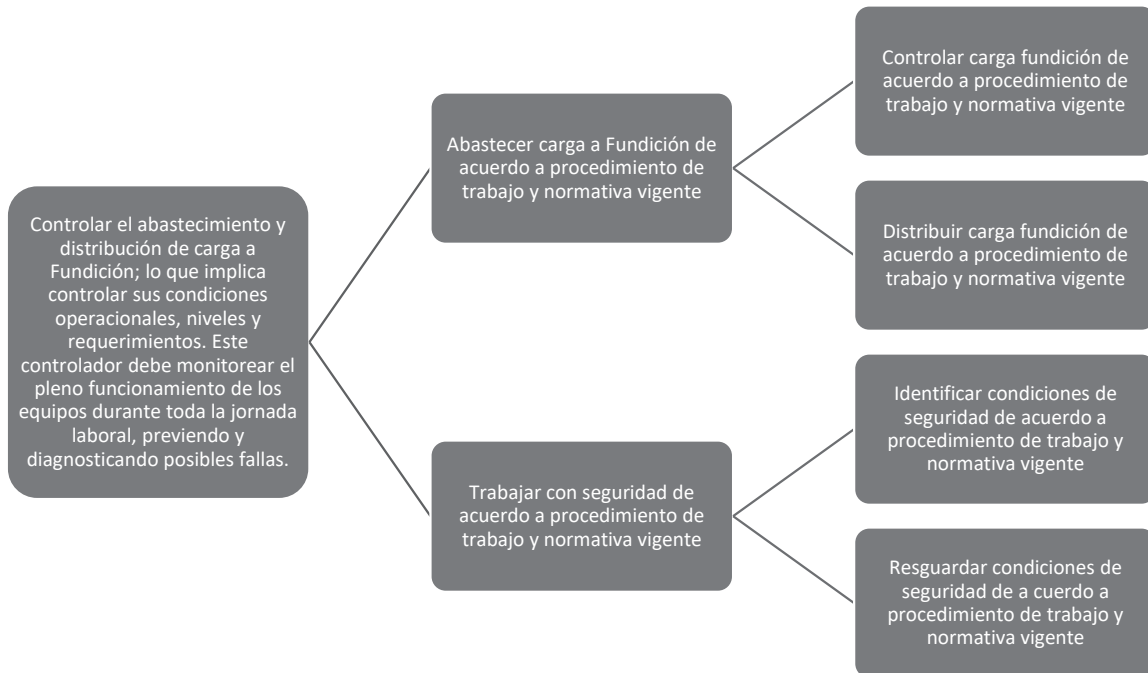 Controlar el abastecimiento y
distribución de carga a
Fundición; lo que implica
controlar sus condiciones
operacionales, niveles y
requerimientos. Este
controlador debe monitorear el
pleno funcionamiento de los
equipos durante toda la jornada
laboral, previendo y
diagnosticando posibles fallas.
Abastecer carga a Fundición de
acuerdo a procedimiento de
trabajo y normativa vigente
Controlar carga fundición de
acuerdo a procedimiento de
trabajo y normativa vigente
Distribuir carga fundición de
acuerdo a procedimiento de
trabajo y normativa vigente
Trabajar con seguridad de
acuerdo a procedimiento de
trabajo y normativa vigente
Identificar condiciones de
seguridad de acuerdo a
procedimiento de trabajo y
normativa vigente
Resguardar condiciones de
seguridad de a cuerdo a
procedimiento de trabajo y
normativa vigente